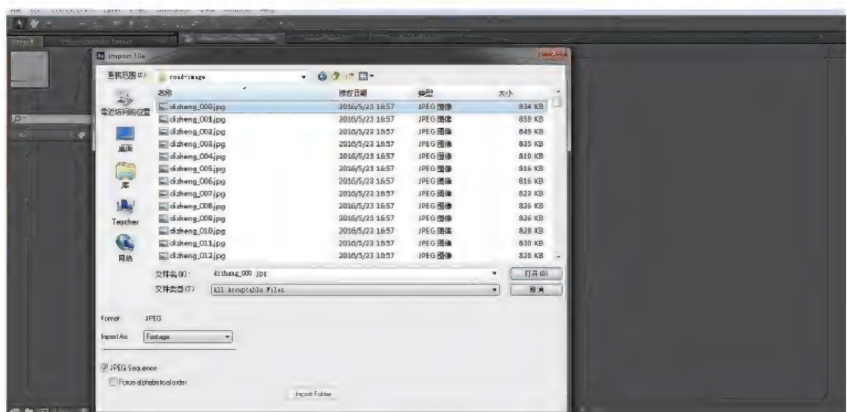 Import File
查找范围(I): road-image
名称 修改日期 类型 大小
dizheng_000.jpg 2016/5/23 16:57 JPEG 图像 834 KB
dizheng_001.jpg 2016/5/23 16:57 JPEG 图像 858 KB
dizheng_002.jpg 2016/5/23 16:57 JPEG 图像 849 KB
dizheng_003.jpg 2016/5/23 16:57 JPEG 图像 835 KB
dizheng_004.jpg 2016/5/23 16:57 JPEG 图像 819 KB
dizheng_005.jpg 2016/5/23 16:57 JPEG 图像 816 KB
dizheng_006.jpg 2016/5/23 16:57 JPEG 图像 816 KB
dizheng_007.jpg 2016/5/23 16:57 JPEG 图像 823 KB
dizheng_008.jpg 2016/5/23 16:57 JPEG 图像 826 KB
dizheng_009.jpg 2016/5/23 16:57 JPEG 图像 826 KB
dizheng_010.jpg 2016/5/23 16:57 JPEG 图像 828 KB
dizheng_011.jpg 2016/5/23 16:57 JPEG 图像 830 KB
dizheng_012.jpg 2016/5/23 16:57 JPEG 图像 826 KB
最近访问的位置
桌面
库
Teacher
网络
文件名(N): dizheng_000.jpg 打开(O)
文件类型(T): All Acceptable Files 取消
Format: JPEG
Import As: Footage
JPEG Sequence
Force alphabetical order
Import Folder